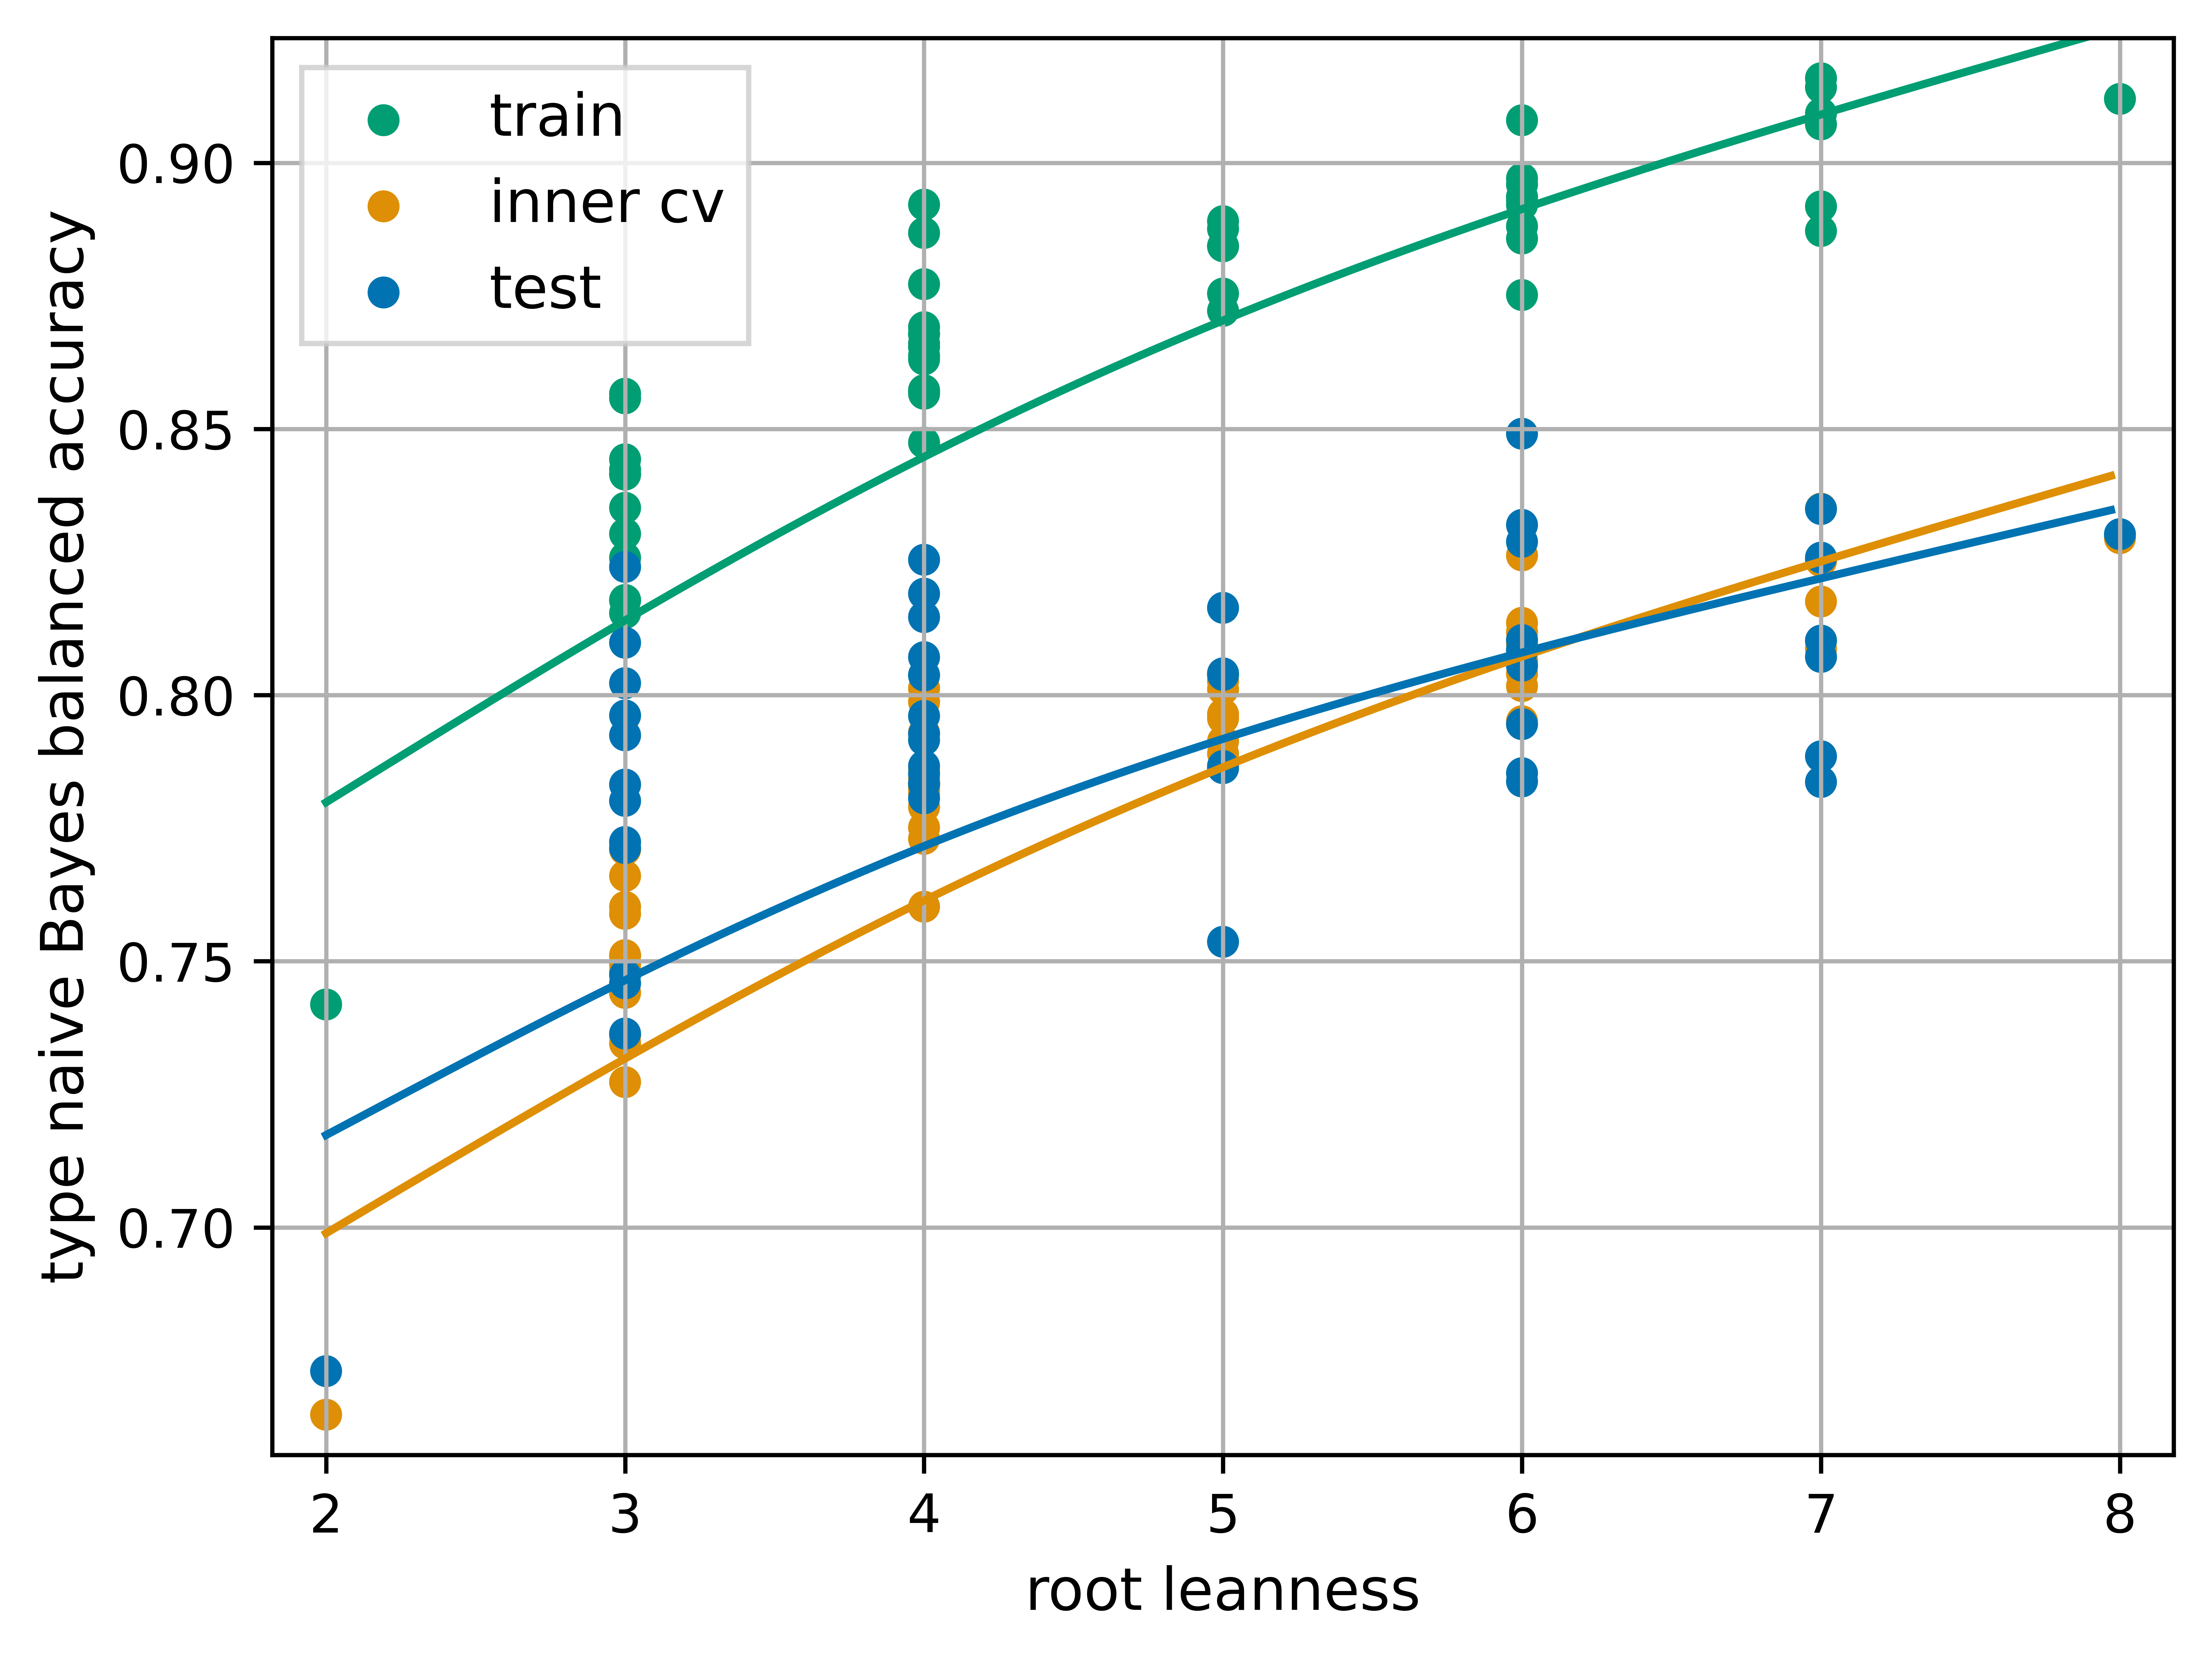 train
inner cv
test
type naive Bayes balanced accuracy
0.90
0.85
0.80
0.75
0.70
2 3 4 5 6 7 8
root leanness